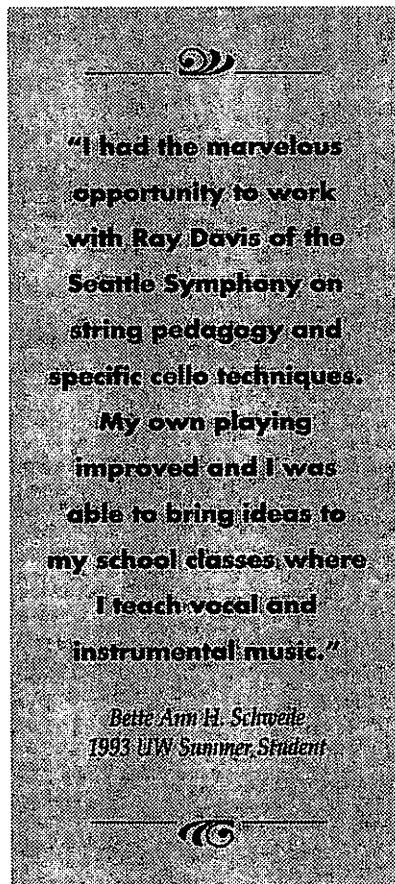 "I had the marvelous
opportunity to work
with Ray Davis of the
Seattle Symphony on
string pedagogy and
specific cello techniques.
My own playing
improved and I was
able to bring ideas to
my school classes where
I teach vocal and
instrumental music."
Bette Ann H. Schwede
1993 UW Summer Student